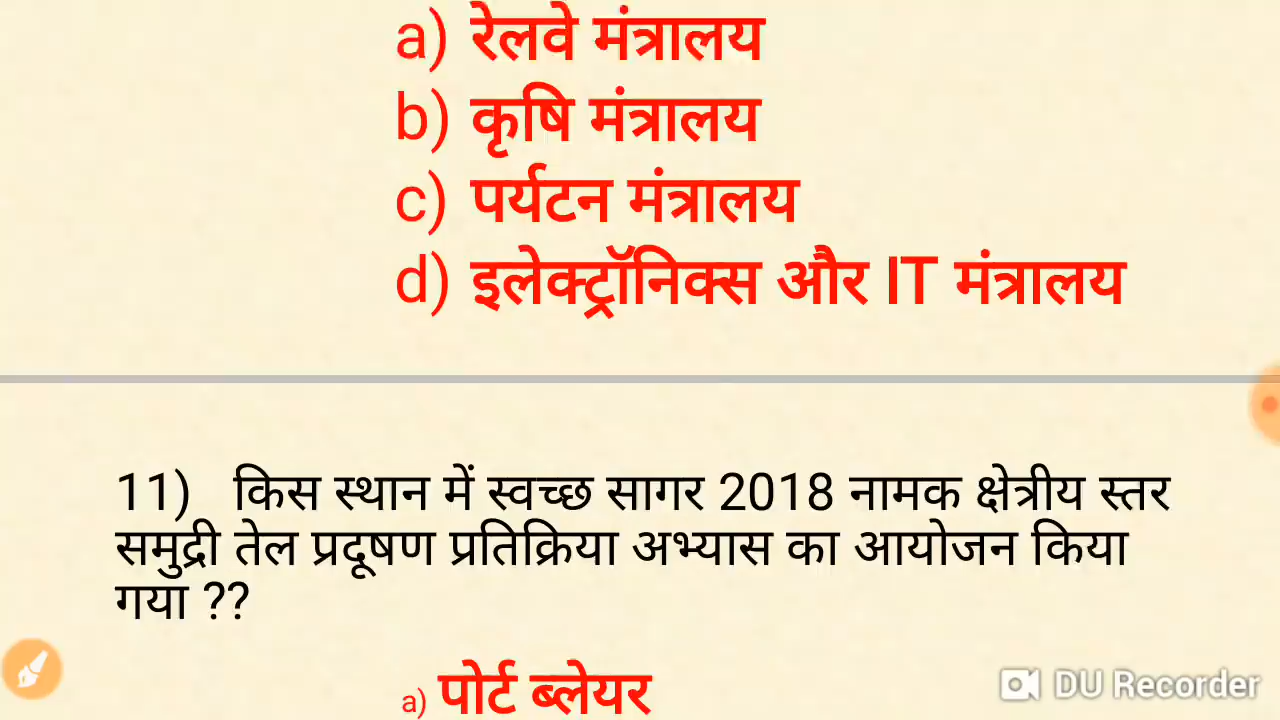 a) रेलवे मंत्रालय
b) कृषि मंत्रालय
c) पर्यटन मंत्रालय
d) इलेक्ट्रॉनिक्स और IT मंत्रालय
11) किस स्थान में स्वच्छ सागर 2018 नामक क्षेत्रीय स्तर
समुद्री तेल प्रदूषण प्रतिक्रिया अभ्यास का आयोजन किया
गया ??
a) पोर्ट ब्लेयर
DU Recorder